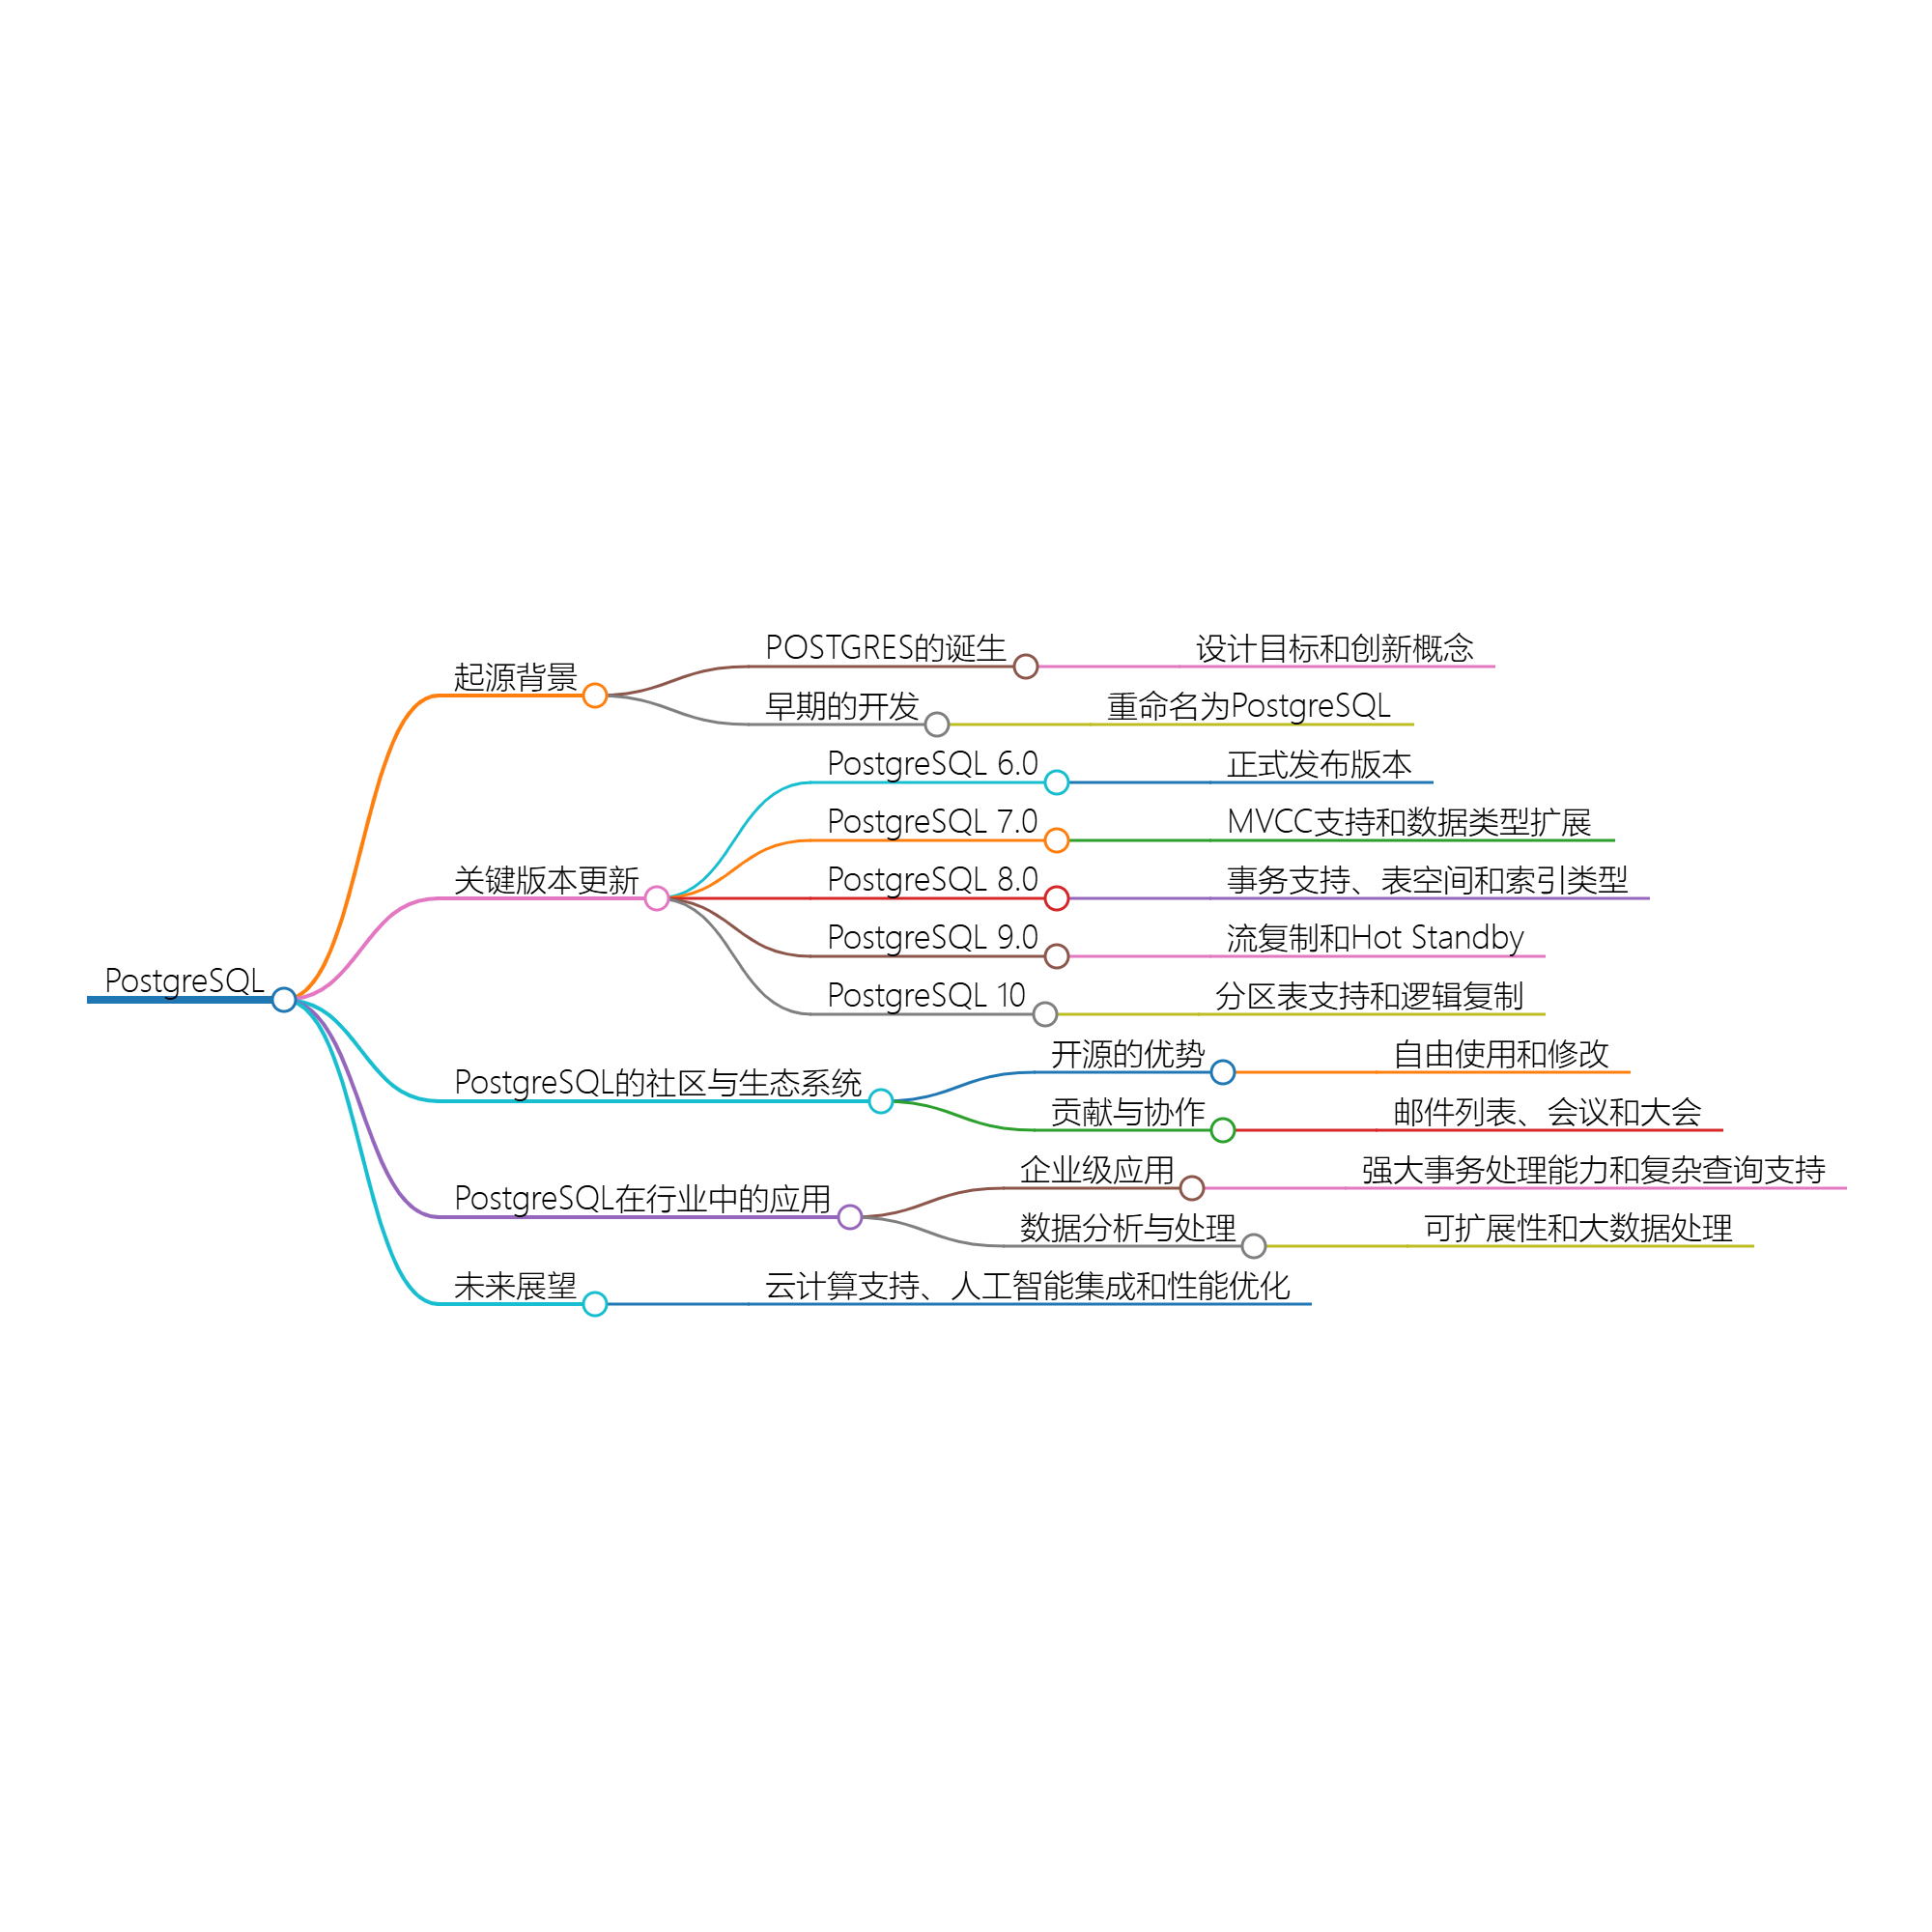 PostgreSQL
起源背景
POSTGRES的诞生
设计目标和创新概念
早期的开发
重命名为PostgreSQL
关键版本更新
PostgreSQL 6.0
正式发布版本
PostgreSQL 7.0
MVCC支持和数据类型扩展
PostgreSQL 8.0
事务支持、表空间和索引类型
PostgreSQL 9.0
流复制和Hot Standby
PostgreSQL 10
分区表支持和逻辑复制
PostgreSQL的社区与生态系统
开源的优势
自由使用和修改
贡献与协作
邮件列表、会议和大会
PostgreSQL在行业中的应用
企业级应用
强大事务处理能力和复杂查询支持
数据分析与处理
可扩展性和大数据处理
未来展望
云计算支持、人工智能集成和性能优化